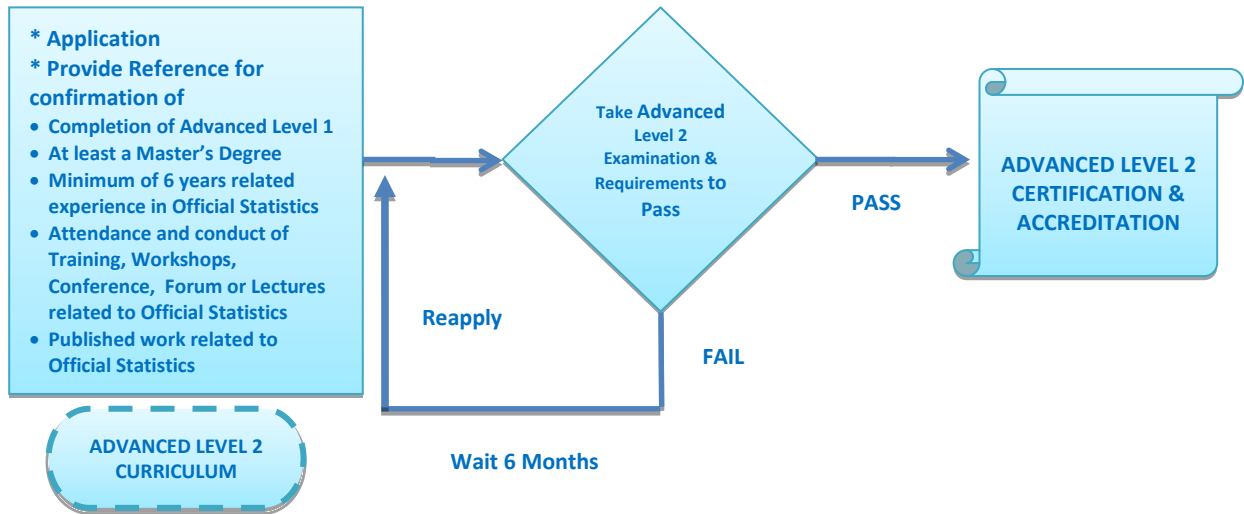 * Application
* Provide Reference for
confirmation of
• Completion of Advanced Level 1
• At least a Master's Degree
• Minimum of 6 years related
experience in Official Statistics
• Attendance and conduct of
Training, Workshops,
Conference, Forum or Lectures
related to Official Statistics
• Published work related to
Official Statistics
ADVANCED LEVEL 2
CURRICULUM
Take Advanced
Level 2
Examination &
Requirements to
Pass
PASS
ADVANCED LEVEL 2
CERTIFICATION &
ACCREDITATION
Reapply
FAIL
Wait 6 Months